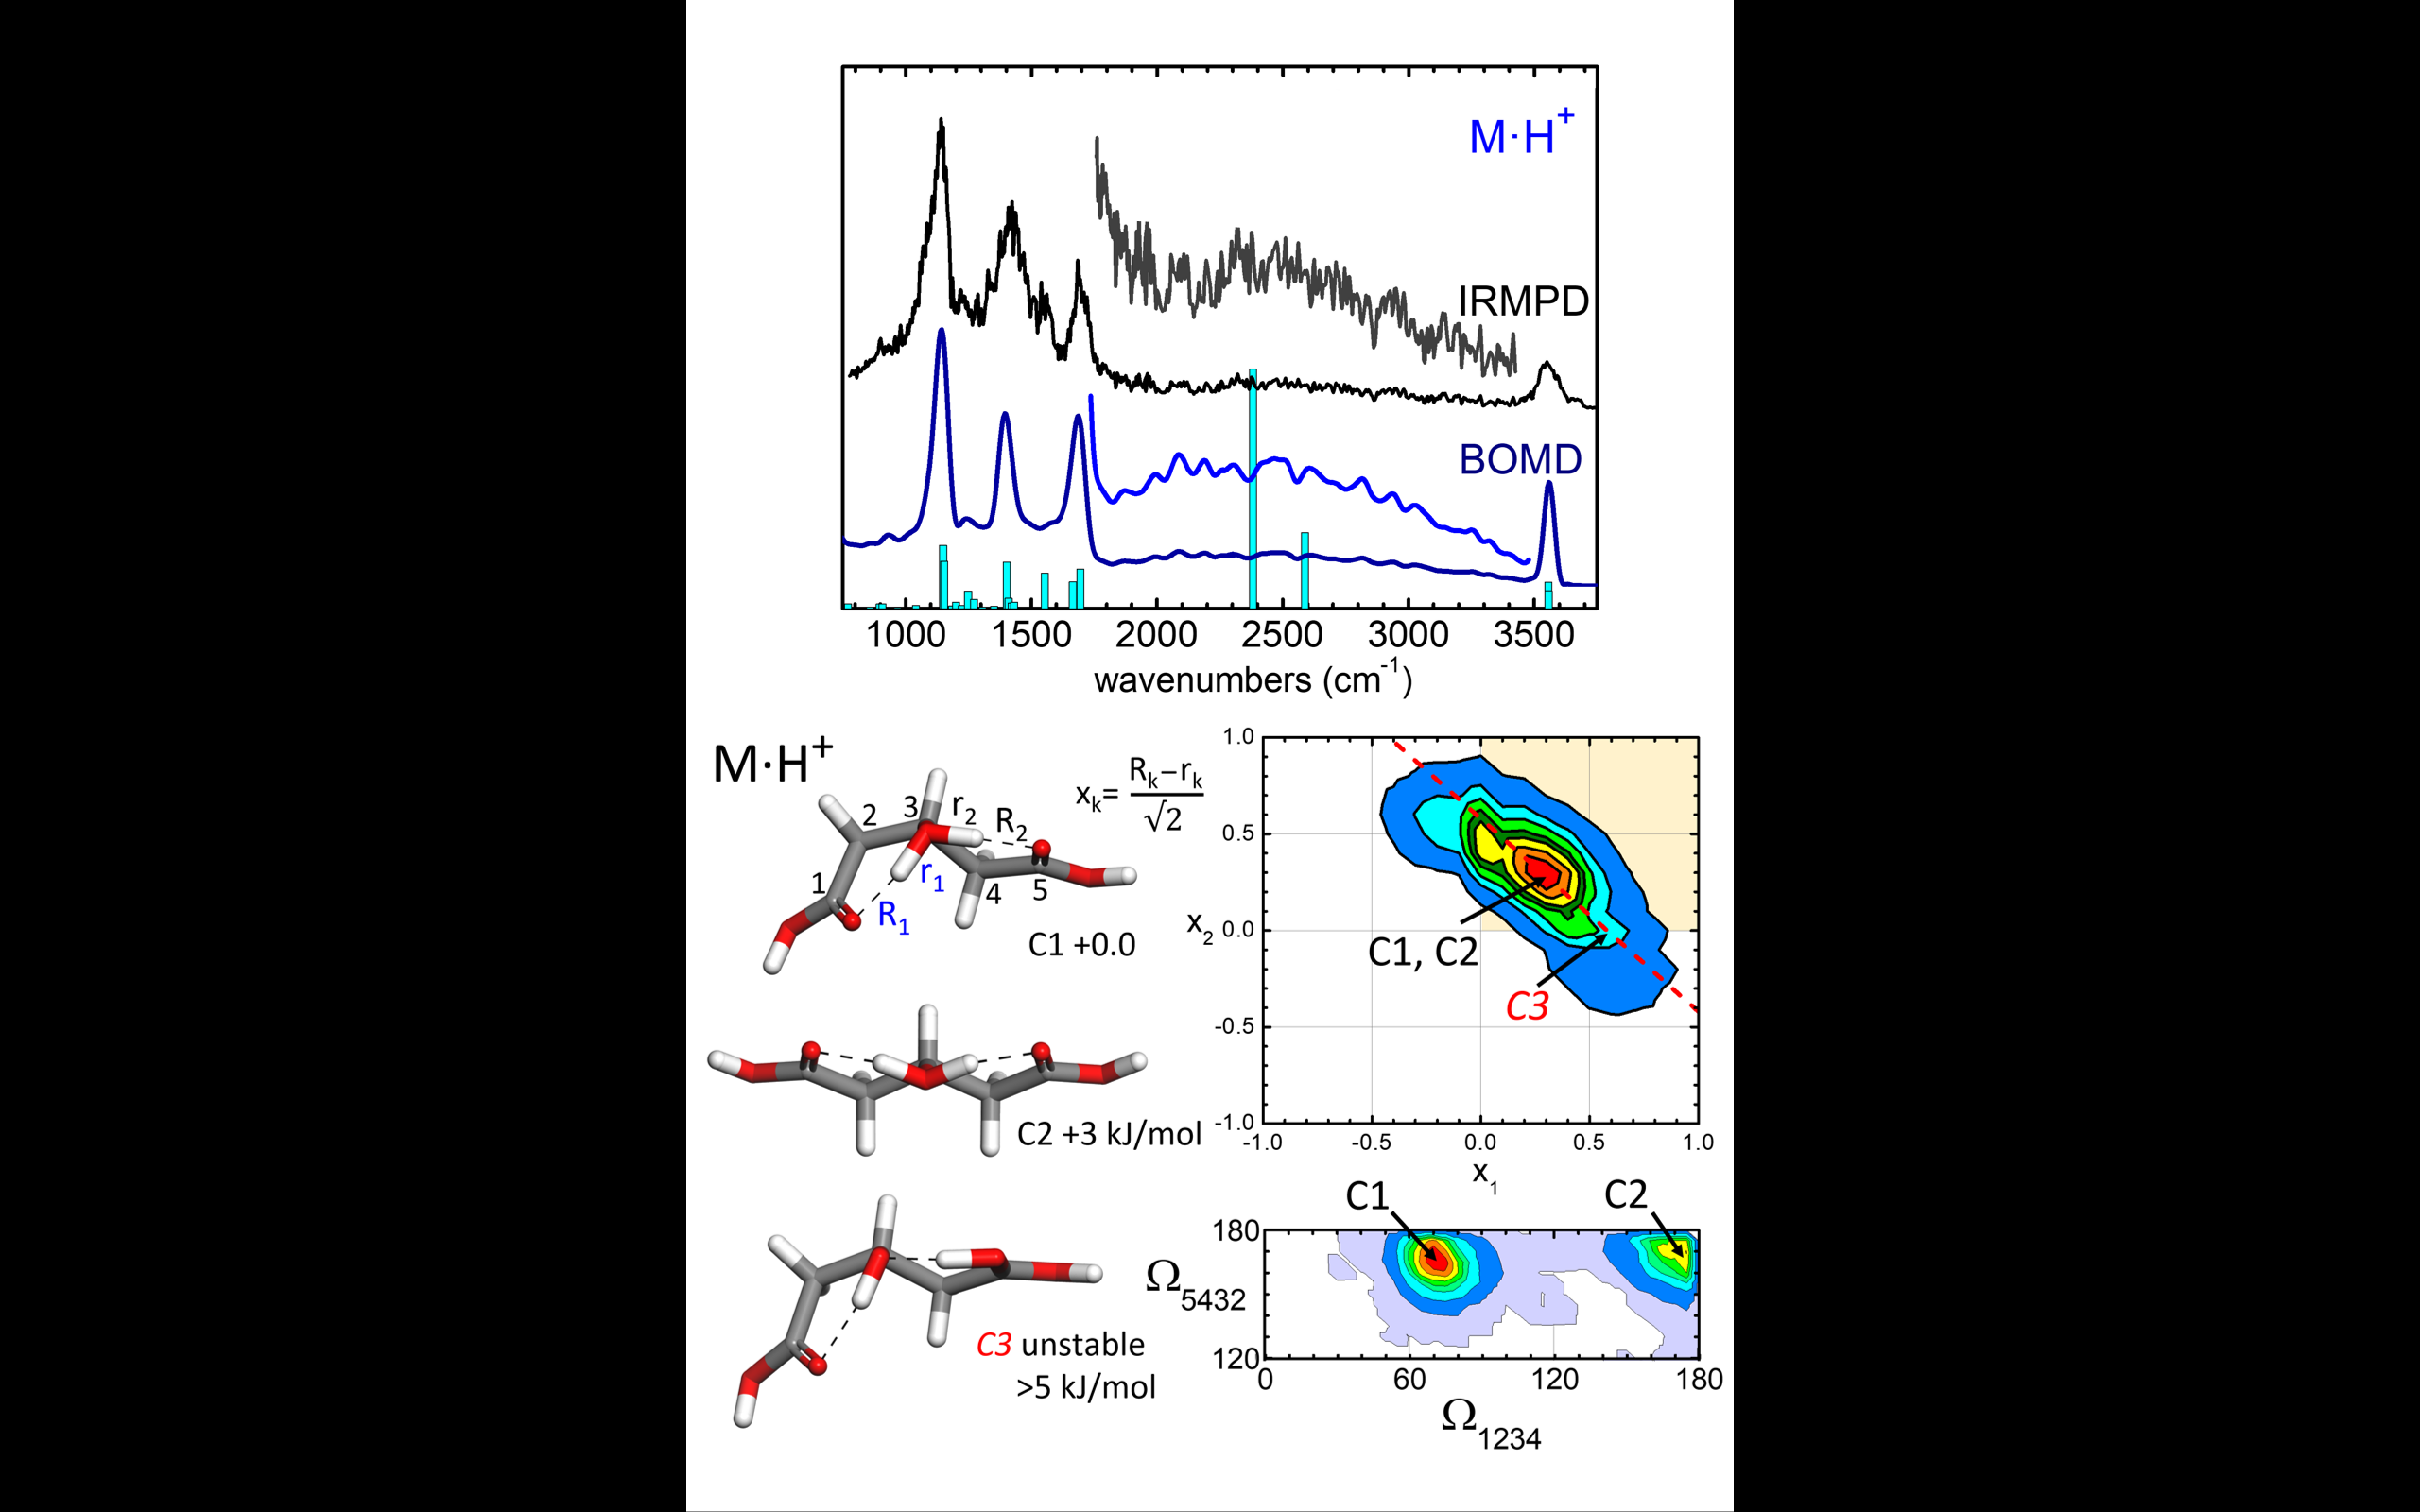 M·H⁺
IRMPD
BOMD
1000 1500 2000 2500 3000 3500
wavenumbers (cm⁻¹)
M·H⁺
1 2 3 4 5
r₂ R₂
r₁
R₁
C1 +0.0
xₖ= Rₖ–rₖ / √2
C2 +3 kJ/mol
C3 unstable
>5 kJ/mol
1.0
0.5
x₂ 0.0
-0.5
-1.0
C1, C2
C3
-1.0 -0.5 0.0 0.5 1.0
x₁
C1 C2
180
Ω₅₄₃₂
120
0 60 120 180
Ω₁₂₃₄